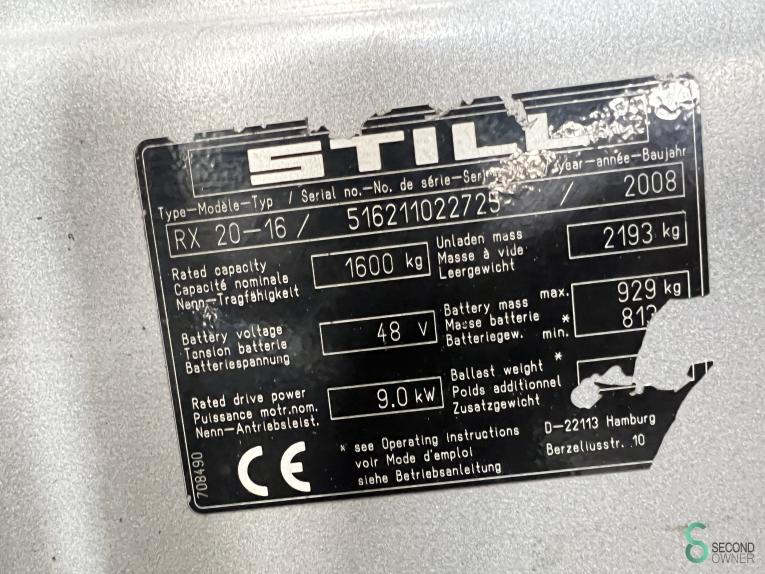 STILL
Type-Modèle-Typ / Serial no.-No. de série- / year-année-Baujahr
RX 20-16 / 516211022725 / 2008
Rated capacity
Capacité nominale
Nenn-Tragfähigkeit
1600 kg
Unladen mass
Masse à vide
Leergewicht
2193 kg
Battery voltage
Tension batterie
Batteriespannung
48 V
Battery mass max.
Masse batterie *
Batteriegew. min.
929 kg
Rated drive power
Puissance motr.nom.
Nenn-Antriebsleist.
9.0 kW
Ballast weight *
Poids additionnel
Zusatzgewicht
* see Operating Instructions
voir Mode d'emploi
siehe Betriebsanleitung
D-22113 Hamburg
Berzeliusstr. 10
708490
CE
SECOND
OWNER